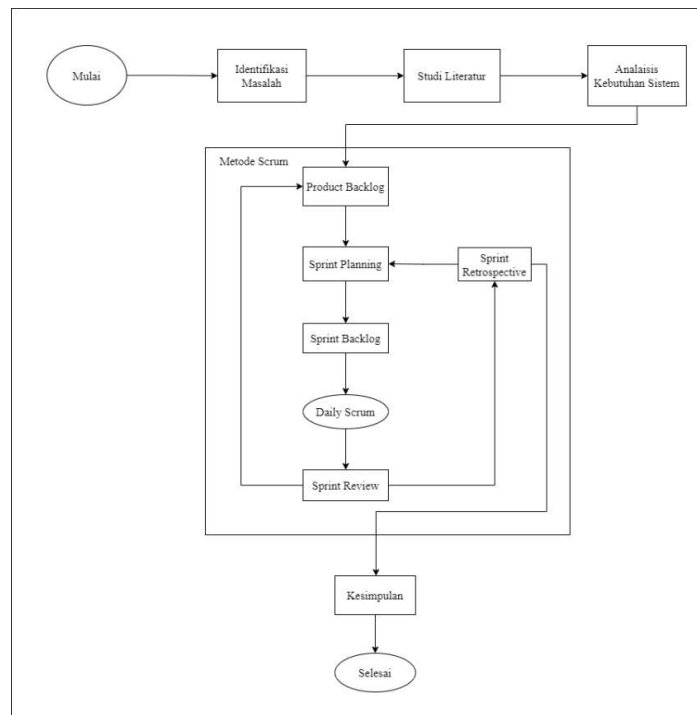 Mulai
Identifikasi
Masalah
Studi Literatur
Analaisis
Kebutuhan Sistem
Metode Scrum
Product Backlog
Sprint Planning
Sprint
Retrospective
Sprint Backlog
Daily Scrum
Sprint Review
Kesimpulan
Selesai